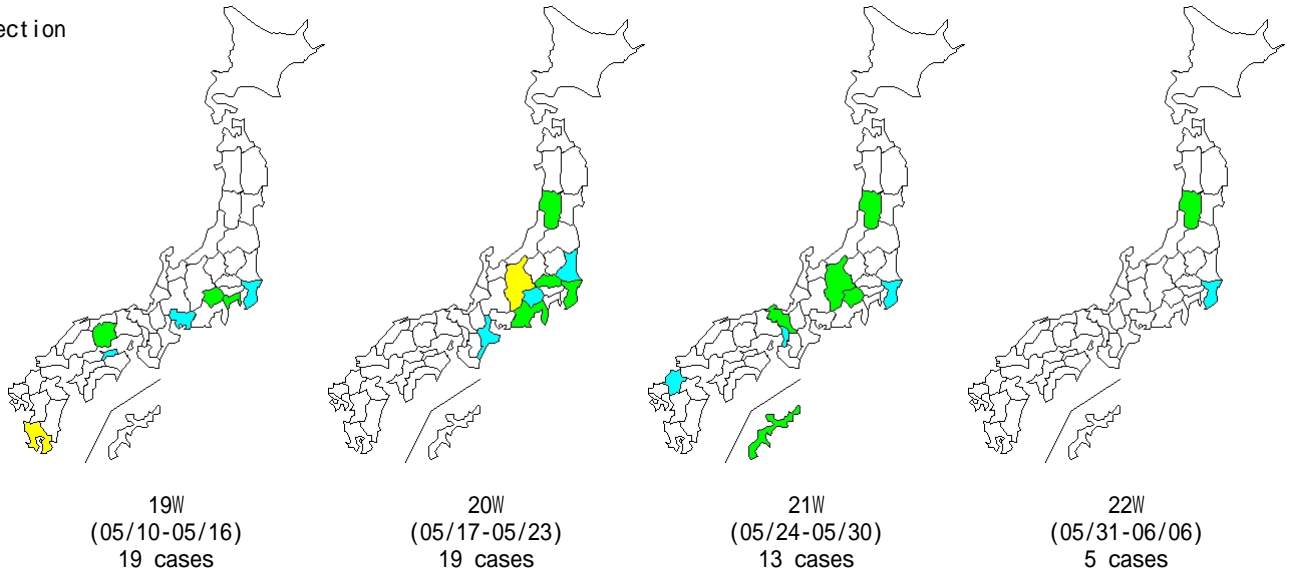 ection
19W
(05/10-05/16)
19 cases
20W
(05/17-05/23)
19 cases
21W
(05/24-05/30)
13 cases
22W
(05/31-06/06)
5 cases